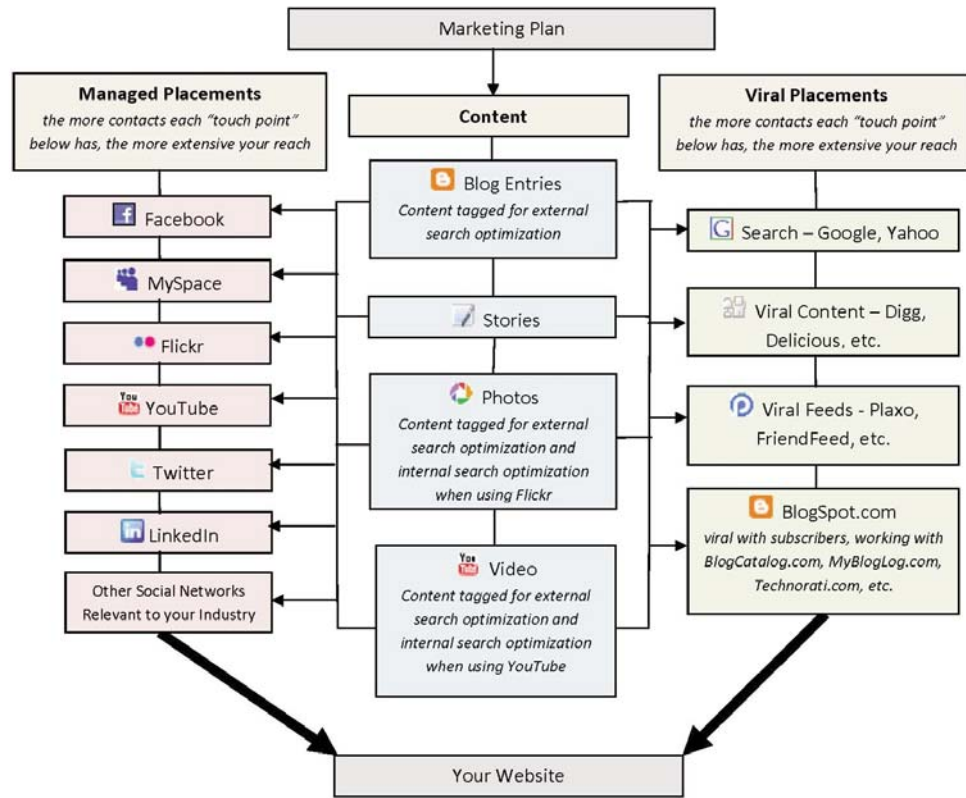 Marketing Plan
Managed Placements
the more contacts each “touch point”
below has, the more extensive your reach
Facebook
MySpace
Flickr
You
Tube
YouTube
Twitter
LinkedIn
Other Social Networks
Relevant to your Industry
Content
Blog Entries
Content tagged for external
search optimization
Stories
Photos
Content tagged for external
search optimization and
internal search optimization
when using Flickr
You
Tube
Video
Content tagged for external
search optimization and
internal search optimization
when using YouTube
Viral Placements
the more contacts each “touch point”
below has, the more extensive your reach
Search – Google, Yahoo
Viral Content – Digg,
Delicious, etc.
Viral Feeds - Plaxo,
FriendFeed, etc.
BlogSpot.com
viral with subscribers, working with
BlogCatalog.com, MyBlogLog.com,
Technorati.com, etc.
Your Website